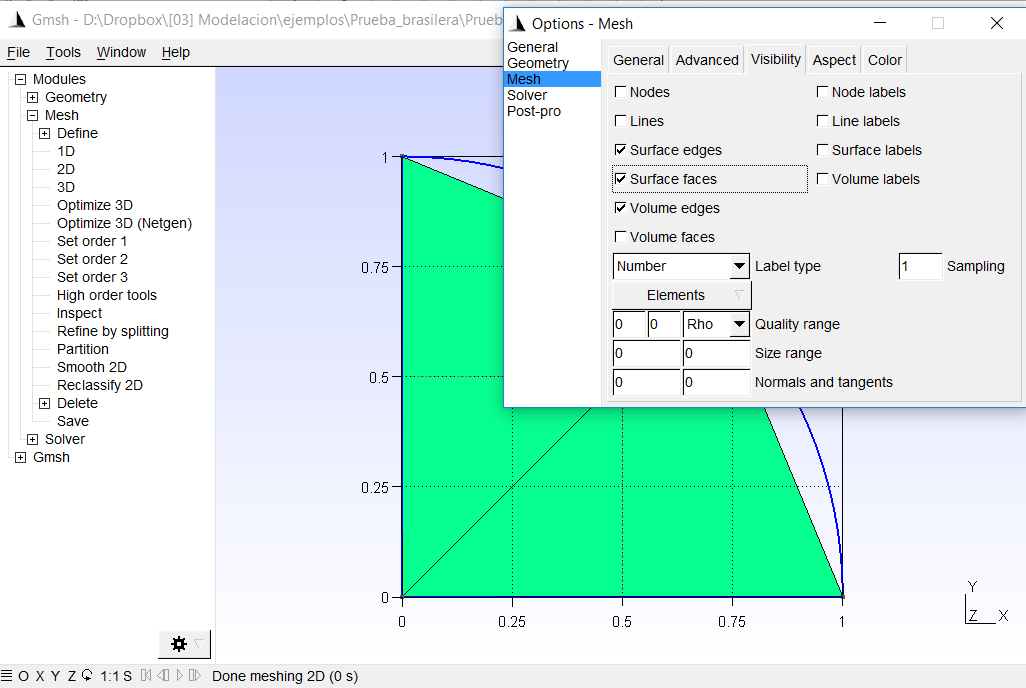 Gmsh - D:\Dropbox\[03] Modelacion\ejemplos\Prueba_brasilera\Prueb
File Tools Window Help
Modules
Geometry
Mesh
Define
1D
2D
3D
Optimize 3D
Optimize 3D (Netgen)
Set order 1
Set order 2
Set order 3
High order tools
Inspect
Refine by splitting
Partition
Smooth 2D
Reclassify 2D
Delete
Save
Solver
Gmsh
Options - Mesh
General
Geometry
Mesh
Solver
Post-pro
General Advanced Visibility Aspect Color
Nodes Node labels
Lines Line labels
Surface edges Surface labels
Surface faces Volume labels
Volume edges
Volume faces
Number Label type 1 Sampling
Elements
0 0 Rho Quality range
0 0 Size range
0 0 Normals and tangents
1
0.75
0.5
0.25
0
0 0.25 0.5 0.75 1
Y
Z X
O X Y Z 1:1 S Done meshing 2D (0 s)